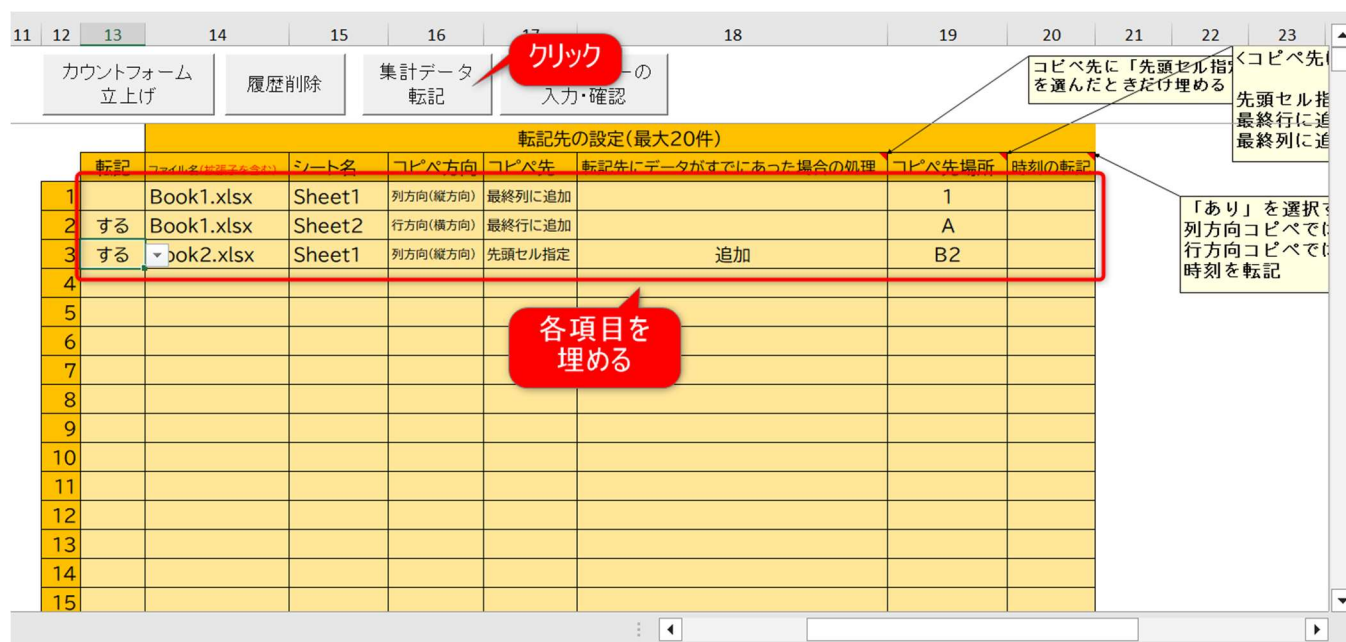 11 12 13 14 15 16 17 18 19 20 21 22 23
カウントフォーム
立上げ
履歴削除
集計データ
転記
クリック
ーの
入力・確認
コピペ先に「先頭セル指定
を選んだときだけ埋める
<コピペ先
先頭セル指
最終行に追
最終列に追
転記先の設定(最大20件)
転記 ファイル名(拡張子を含む) シート名 コピペ方向 コピペ先 転記先にデータがすでにあった場合の処理 コピペ先場所 時刻の転記
1 Book1.xlsx Sheet1 列方向(縦方向) 最終列に追加 1
2 する Book1.xlsx Sheet2 行方向(横方向) 最終行に追加 A
3 する ook2.xlsx Sheet1 列方向(縦方向) 先頭セル指定 追加 B2
「あり」を選択す
列方向コピペでは
行方向コピペでは
時刻を転記
4
5
各項目を
埋める
6
7
8
9
10
11
12
13
14
15